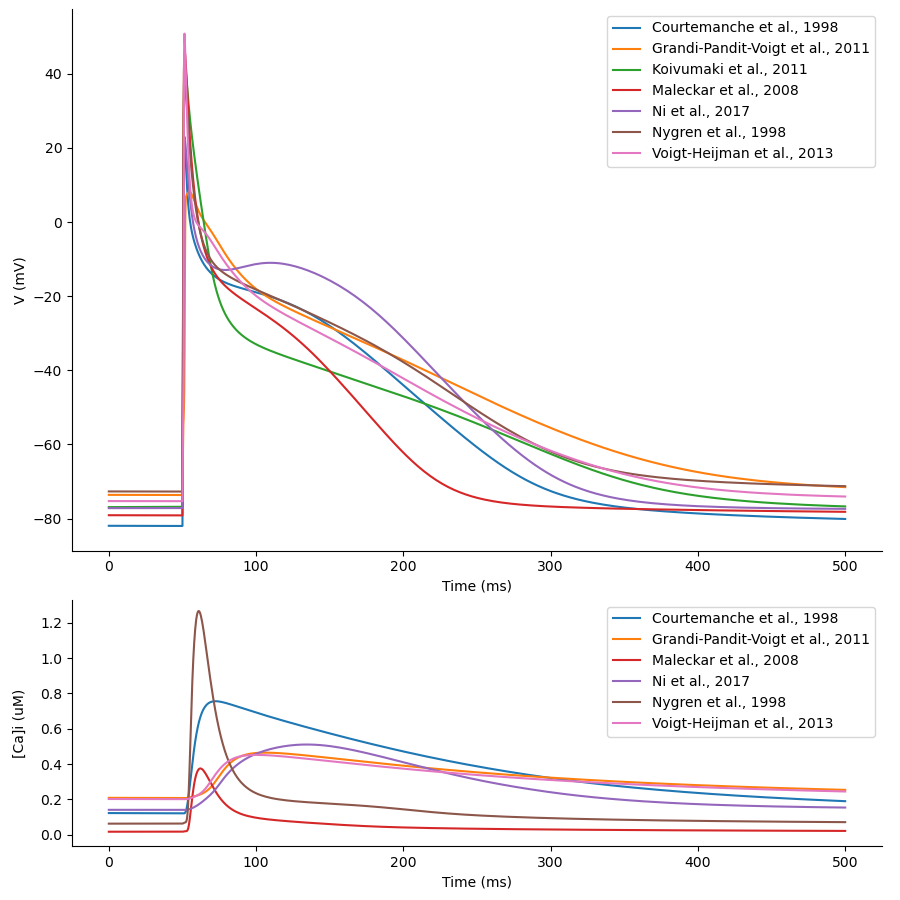 Courtemanche et al., 1998
Grandi-Pandit-Voigt et al., 2011
Koivumaki et al., 2011
Maleckar et al., 2008
Ni et al., 2017
Nygren et al., 1998
Voigt-Heijman et al., 2013
40
20
0
−20
−40
−60
−80
V (mV)
0 100 200 300 400 500
Time (ms)
Courtemanche et al., 1998
Grandi-Pandit-Voigt et al., 2011
Maleckar et al., 2008
Ni et al., 2017
Nygren et al., 1998
Voigt-Heijman et al., 2013
1.2
1.0
0.8
0.6
0.4
0.2
0.0
[Ca]i (uM)
0 100 200 300 400 500
Time (ms)